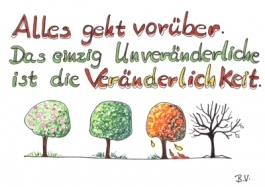 Alles geht vorüber.
Das einzig Unveränderliche
ist die Veränderlichkeit.
B.V.